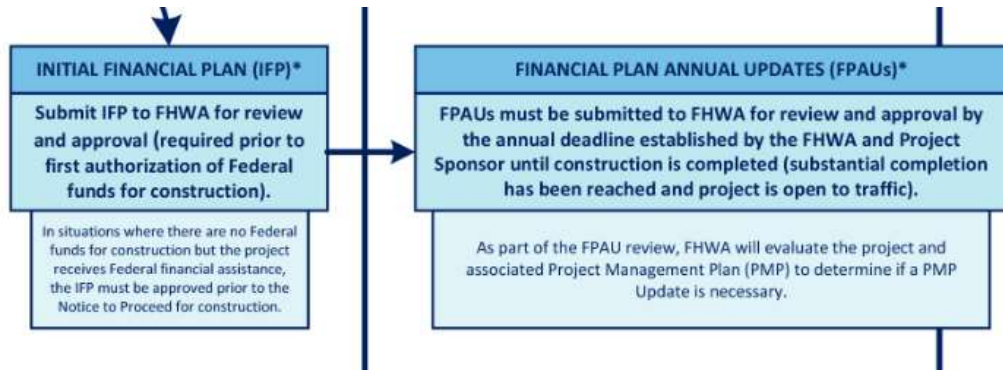 INITIAL FINANCIAL PLAN (IFP)*
Submit IFP to FHWA for review
and approval (required prior to
first authorization of Federal
funds for construction).
In situations where there are no Federal
funds for construction but the project
receives Federal financial assistance,
the IFP must be approved prior to the
Notice to Proceed for construction.
FINANCIAL PLAN ANNUAL UPDATES (FPAUs)*
FPAUs must be submitted to FHWA for review and approval by
the annual deadline established by the FHWA and Project
Sponsor until construction is completed (substantial completion
has been reached and project is open to traffic).
As part of the FPAU review, FHWA will evaluate the project and
associated Project Management Plan (PMP) to determine if a PMP
Update is necessary.